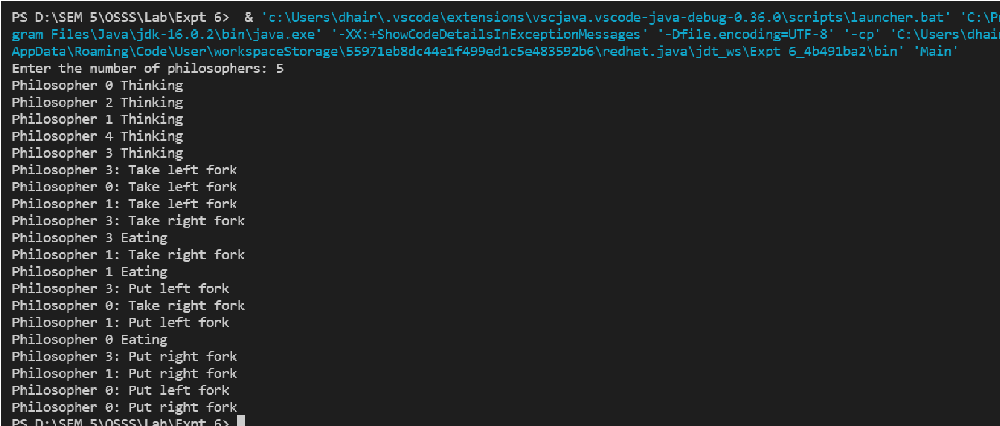 PS D:\SEM 5\OSSS\Lab\Expt 6>  & 'c:\Users\dhair\.vscode\extensions\vscjava.vscode-java-debug-0.36.0\scripts\launcher.bat' 'C:\Pr
gram Files\Java\jdk-16.0.2\bin\java.exe' '-XX:+ShowCodeDetailsInExceptionMessages' '-Dfile.encoding=UTF-8' '-cp' 'C:\Users\dhair
AppData\Roaming\Code\User\workspaceStorage\55971eb8dc44e1f499ed1c5e483592b6\redhat.java\jdt_ws\Expt 6_4b491ba2\bin' 'Main'
Enter the number of philosophers: 5
Philosopher 0 Thinking
Philosopher 2 Thinking
Philosopher 1 Thinking
Philosopher 4 Thinking
Philosopher 3 Thinking
Philosopher 3: Take left fork
Philosopher 0: Take left fork
Philosopher 1: Take left fork
Philosopher 3: Take right fork
Philosopher 3 Eating
Philosopher 1: Take right fork
Philosopher 1 Eating
Philosopher 3: Put left fork
Philosopher 0: Take right fork
Philosopher 1: Put left fork
Philosopher 0 Eating
Philosopher 3: Put right fork
Philosopher 1: Put right fork
Philosopher 0: Put left fork
Philosopher 0: Put right fork
PS D:\SEM 5\OSSS\Lab\Expt 6>